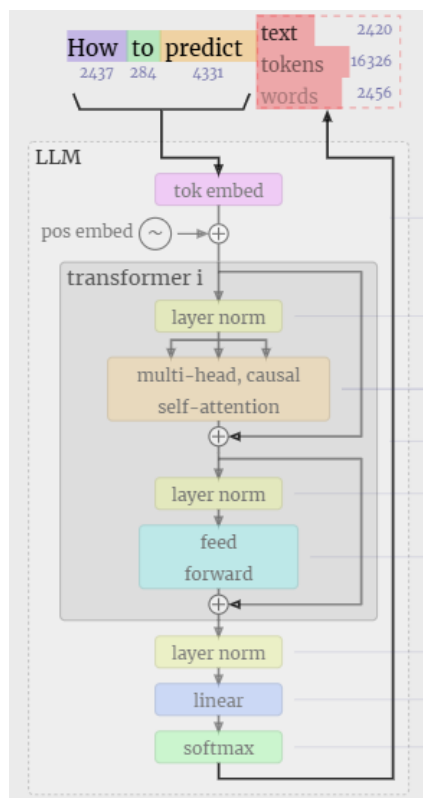 How to predict
2437 284 4331
text 2420
tokens 16326
words 2456
LLM
tok embed
pos embed ~ +
transformer i
layer norm
multi-head, causal
self-attention
+
layer norm
feed
forward
+
layer norm
linear
softmax